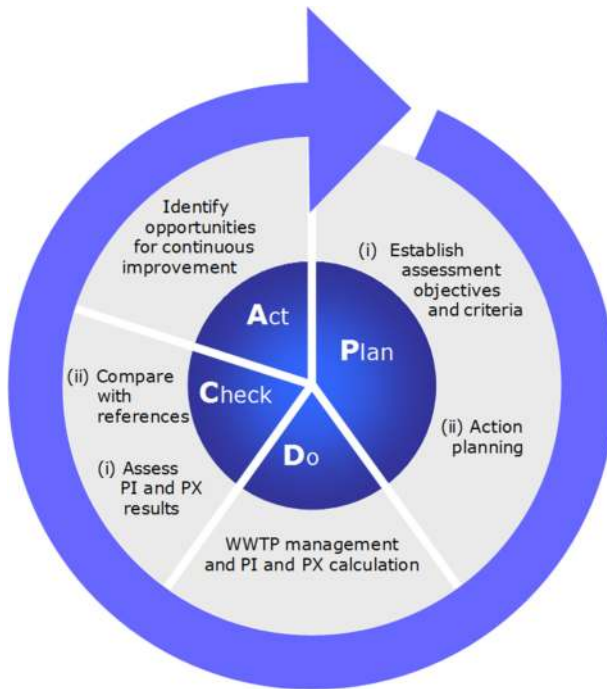 Plan
(i) Establish
assessment
objectives
and criteria
(ii) Action
planning
Do
WWTP management
and PI and PX calculation
Check
(i) Assess
PI and PX
results
(ii) Compare
with
references
Act
Identify
opportunities
for continuous
improvement